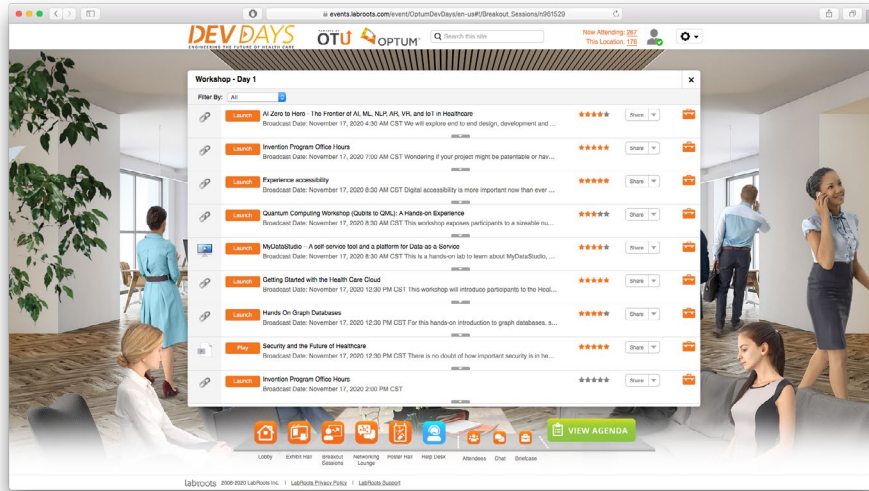 events.labroots.com/event/OptumDevDays/en-us#!/Breakout_Sessions/n961529
DEV DAYS
ENGINEERING THE FUTURE OF HEALTH CARE
POWERED BY
OTU
OPTUM
Search this site
Now Attending: 267
This Location: 176
Workshop - Day 1
×
Filter By: All
Launch
AI Zero to Hero - The Frontier of AI, ML, NLP, AR, VR, and IoT in Healthcare
Share
Broadcast Date: November 17, 2020 4:30 AM CST We will explore end to end design, development and ...
Launch
Invention Program Office Hours
Share
Broadcast Date: November 17, 2020 7:00 AM CST Wondering if your project might be patentable or hav...
Launch
Experience accessibility
Share
Broadcast Date: November 17, 2020 8:30 AM CST Digital accessibility is more important now than ever ...
Launch
Quantum Computing Workshop (Qubits to QML): A Hands-on Experience
Share
Broadcast Date: November 17, 2020 8:30 AM CST This workshop exposes participants to a sizeable nu...
Launch
MyDataStudio – A self-service tool and a platform for Data-as-a-Service
Share
Broadcast Date: November 17, 2020 8:30 AM CST This is a hands-on lab to learn about MyDataStudio, ...
Launch
Getting Started with the Health Care Cloud
Share
Broadcast Date: November 17, 2020 12:30 PM CST This workshop will introduce participants to the Heal...
Launch
Hands On Graph Databases
Share
Broadcast Date: November 17, 2020 12:30 PM CST For this hands-on introduction to graph databases, a...
Play
Security and the Future of Healthcare
Share
Broadcast Date: November 17, 2020 12:30 PM CST There is no doubt of how important security is in he...
Launch
Invention Program Office Hours
Share
Broadcast Date: November 17, 2020 2:00 PM CST
VIEW AGENDA
Lobby
Exhibit Hall
Breakout Sessions
Networking Lounge
Poster Hall
Help Desk
Attendees
Chat
Briefcase
labroots 2008-2020 LabRoots Inc. | LabRoots Privacy Policy | LabRoots Support